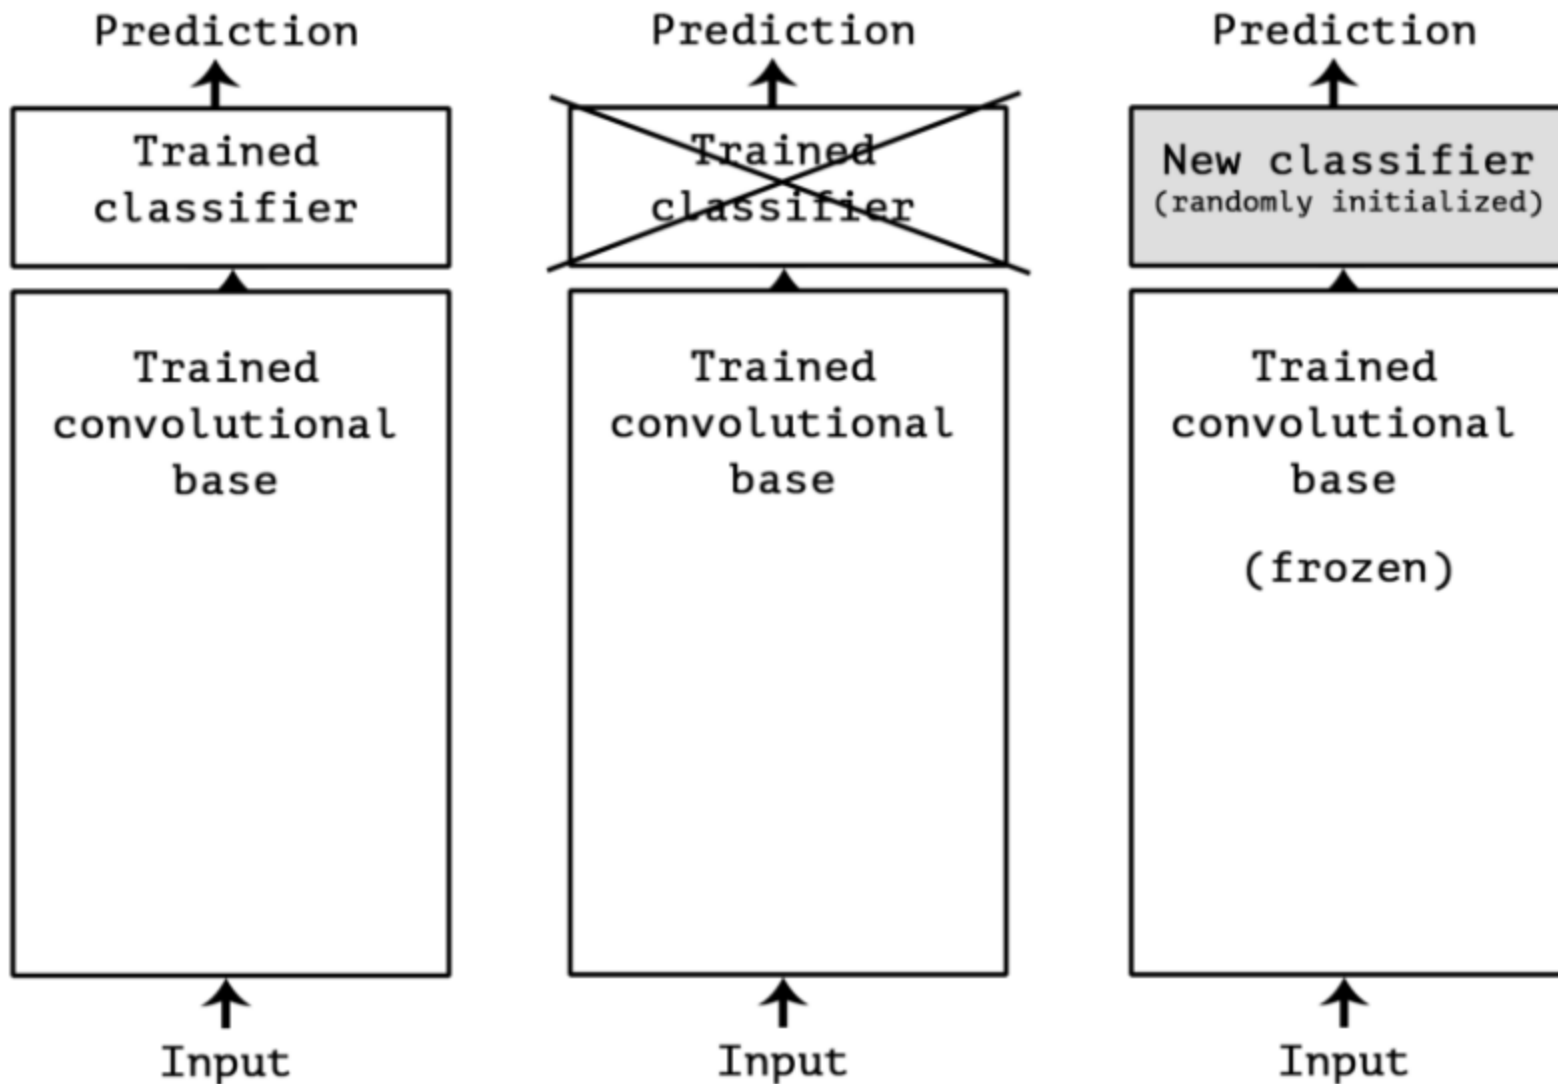 Prediction
Trained
classifier
Trained
convolutional
base
Input
Prediction
Trained
classifier
Trained
convolutional
base
Input
Prediction
New classifier
(randomly initialized)
Trained
convolutional
base
(frozen)
Input